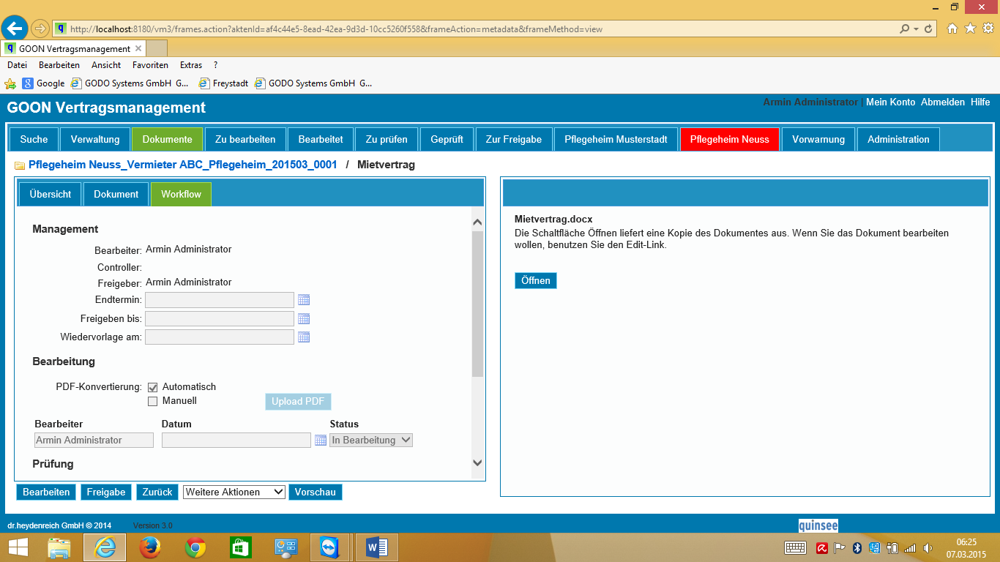 http://localhost:8180/vm3/frames.action?aktenId=af4c44e5-8ead-42ea-9d3d-10cc5260f558&frameAction=metadata&frameMethod=view
GOON Vertragsmanagement
Datei Bearbeiten Ansicht Favoriten Extras ?
Google GODO Systems GmbH G... Freystadt GODO Systems GmbH G...
GOON Vertragsmanagement
Armin Administrator | Mein Konto Abmelden Hilfe
Suche Verwaltung Dokumente Zu bearbeiten Bearbeitet Zu prüfen Geprüft Zur Freigabe Pflegeheim Musterstadt Pflegeheim Neuss Vorwarnung Administration
Pflegeheim Neuss_Vermieter ABC_Pflegeheim_201503_0001 / Mietvertrag
Übersicht Dokument Workflow
Management
Bearbeiter: Armin Administrator
Controller:
Freigeber: Armin Administrator
Endtermin:
Freigeben bis:
Wiedervorlage am:
Bearbeitung
PDF-Konvertierung: Automatisch
Manuell Upload PDF
Bearbeiter Datum Status
Armin Administrator In Bearbeitung
Prüfung
Bearbeiten Freigabe Zurück Weitere Aktionen Vorschau
Mietvertrag.docx
Die Schaltfläche Öffnen liefert eine Kopie des Dokumentes aus. Wenn Sie das Dokument bearbeiten
wollen, benutzen Sie den Edit-Link.
Öffnen
dr.heydenreich GmbH © 2014 Version 3.0
quinsee
06:25
07.03.2015